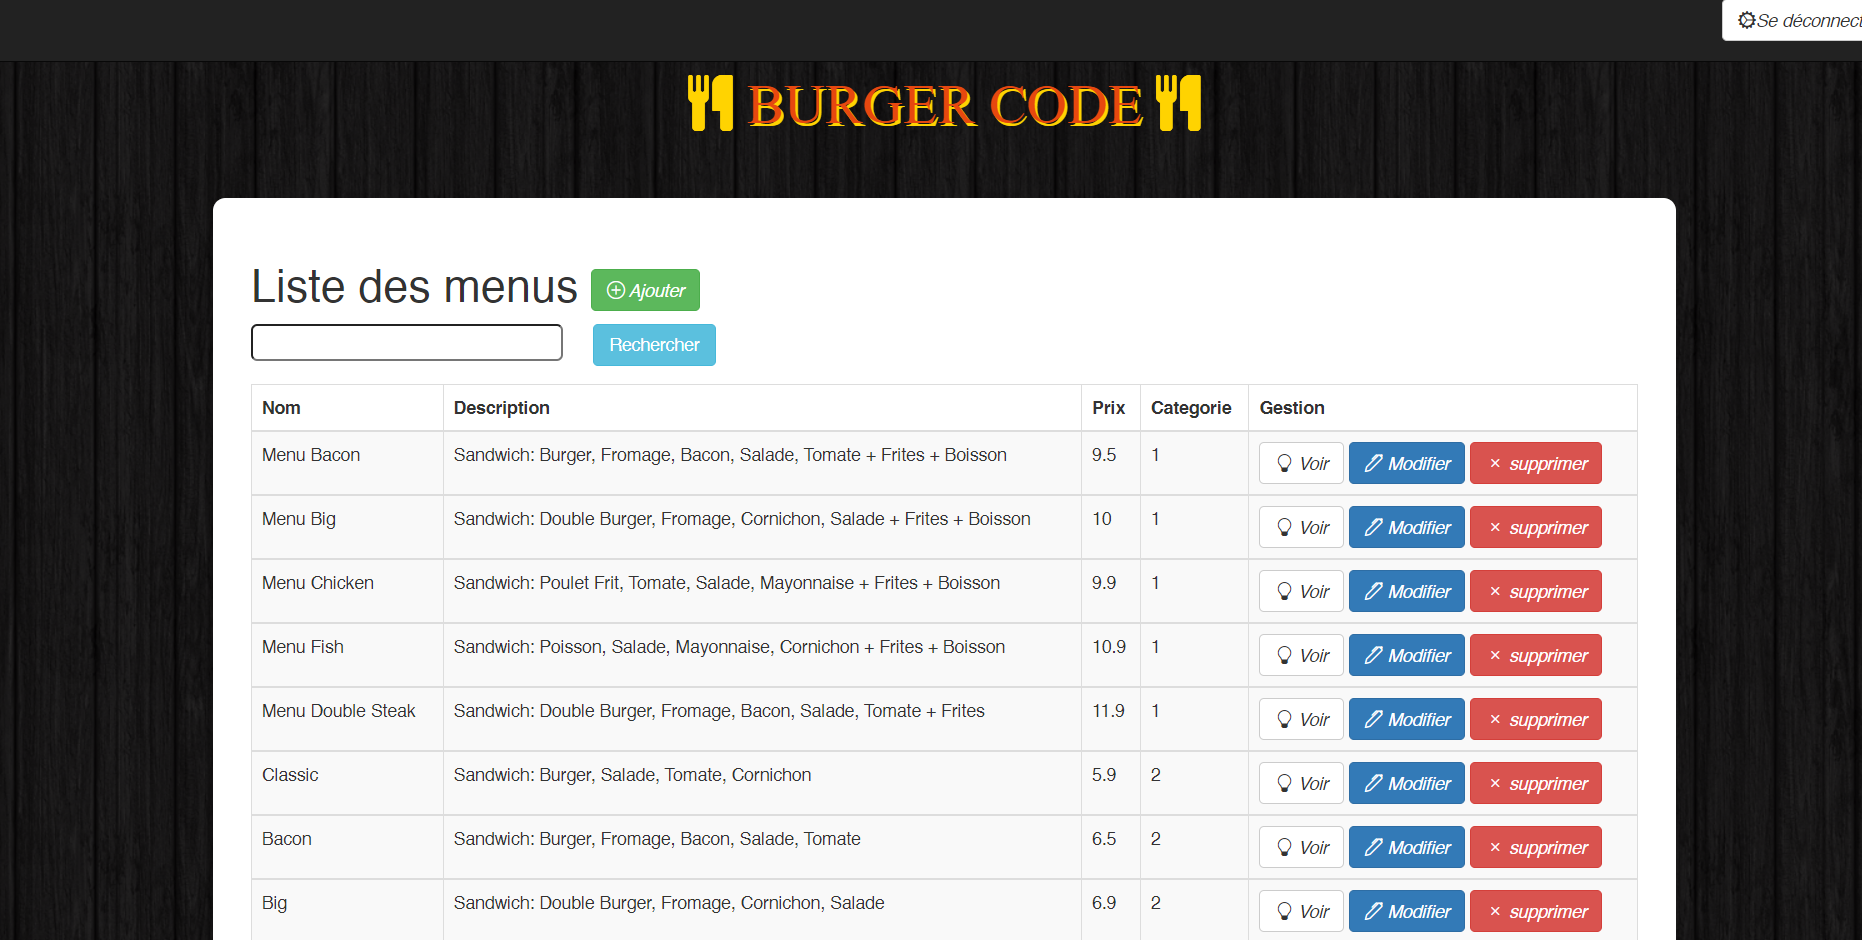 Se déconnect
BURGER CODE
Liste des menus Ajouter
Rechercher
Nom Description Prix Categorie Gestion
Menu Bacon Sandwich: Burger, Fromage, Bacon, Salade, Tomate + Frites + Boisson 9.5 1 Voir Modifier × supprimer
Menu Big Sandwich: Double Burger, Fromage, Cornichon, Salade + Frites + Boisson 10 1 Voir Modifier × supprimer
Menu Chicken Sandwich: Poulet Frit, Tomate, Salade, Mayonnaise + Frites + Boisson 9.9 1 Voir Modifier × supprimer
Menu Fish Sandwich: Poisson, Salade, Mayonnaise, Cornichon + Frites + Boisson 10.9 1 Voir Modifier × supprimer
Menu Double Steak Sandwich: Double Burger, Fromage, Bacon, Salade, Tomate + Frites 11.9 1 Voir Modifier × supprimer
Classic Sandwich: Burger, Salade, Tomate, Cornichon 5.9 2 Voir Modifier × supprimer
Bacon Sandwich: Burger, Fromage, Bacon, Salade, Tomate 6.5 2 Voir Modifier × supprimer
Big Sandwich: Double Burger, Fromage, Cornichon, Salade 6.9 2 Voir Modifier × supprimer